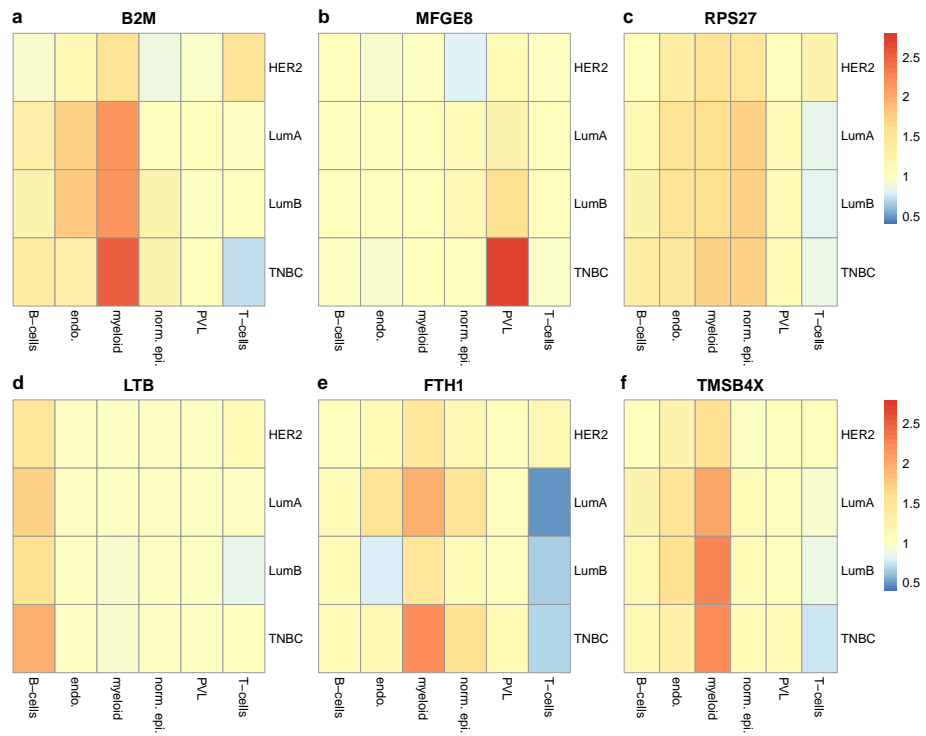 a B2M
b MFGE8
c RPS27
HER2
LumA
LumB
TNBC
HER2
LumA
LumB
TNBC
HER2
LumA
LumB
TNBC
2.5
2
1.5
1
0.5
B−cells
endo.
myeloid
norm. epi.
PVL
T−cells
B−cells
endo.
myeloid
norm. epi.
PVL
T−cells
B−cells
endo.
myeloid
norm. epi.
PVL
T−cells
d LTB
e FTH1
f TMSB4X
HER2
LumA
LumB
TNBC
HER2
LumA
LumB
TNBC
HER2
LumA
LumB
TNBC
2.5
2
1.5
1
0.5
B−cells
endo.
myeloid
norm. epi.
PVL
T−cells
B−cells
endo.
myeloid
norm. epi.
PVL
T−cells
B−cells
endo.
myeloid
norm. epi.
PVL
T−cells